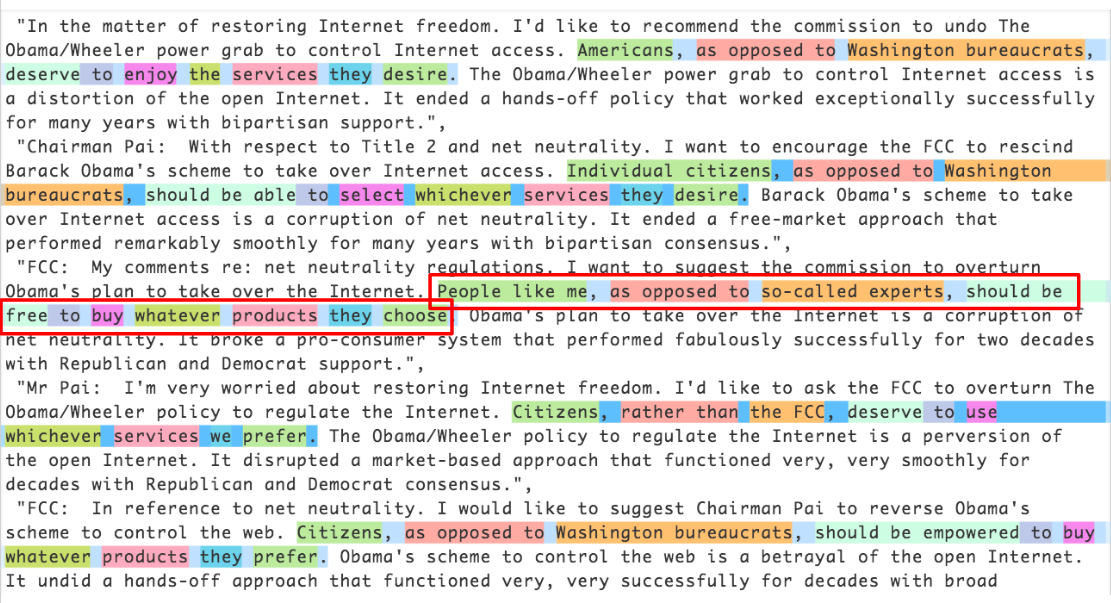 "In the matter of restoring Internet freedom. I'd like to recommend the commission to undo The
Obama/Wheeler power grab to control Internet access. Americans, as opposed to Washington bureaucrats,
deserve to enjoy the services they desire. The Obama/Wheeler power grab to control Internet access is
a distortion of the open Internet. It ended a hands-off policy that worked exceptionally successfully
for many years with bipartisan support.",
"Chairman Pai:  With respect to Title 2 and net neutrality. I want to encourage the FCC to rescind
Barack Obama's scheme to take over Internet access. Individual citizens, as opposed to Washington
bureaucrats, should be able to select whichever services they desire. Barack Obama's scheme to take
over Internet access is a corruption of net neutrality. It ended a free-market approach that
performed remarkably smoothly for many years with bipartisan consensus.",
"FCC:  My comments re: net neutrality regulations. I want to suggest the commission to overturn
Obama's plan to take over the Internet. People like me, as opposed to so-called experts, should be
free to buy whatever products they choose. Obama's plan to take over the Internet is a corruption of
net neutrality. It broke a pro-consumer system that performed fabulously successfully for two decades
with Republican and Democrat support.",
"Mr Pai:  I'm very worried about restoring Internet freedom. I'd like to ask the FCC to overturn The
Obama/Wheeler policy to regulate the Internet. Citizens, rather than the FCC, deserve to use
whichever services we prefer. The Obama/Wheeler policy to regulate the Internet is a perversion of
the open Internet. It disrupted a market-based approach that functioned very, very smoothly for
decades with Republican and Democrat consensus.",
"FCC:  In reference to net neutrality. I would like to suggest Chairman Pai to reverse Obama's
scheme to control the web. Citizens, as opposed to Washington bureaucrats, should be empowered to buy
whatever products they prefer. Obama's scheme to control the web is a betrayal of the open Internet.
It undid a hands-off approach that functioned very, very successfully for decades with broad